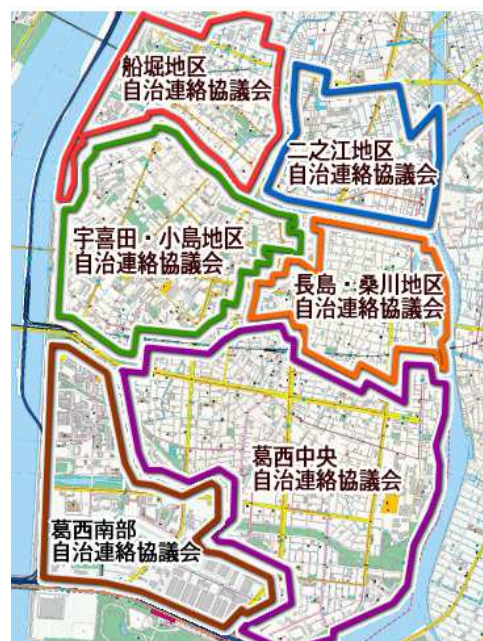 船堀地区
自治連絡協議会
二之江地区
自治連絡協議会
宇喜田・小島地区
自治連絡協議会
長島・桑川地区
自治連絡協議会
葛西中央
自治連絡協議会
葛西南部
自治連絡協議会